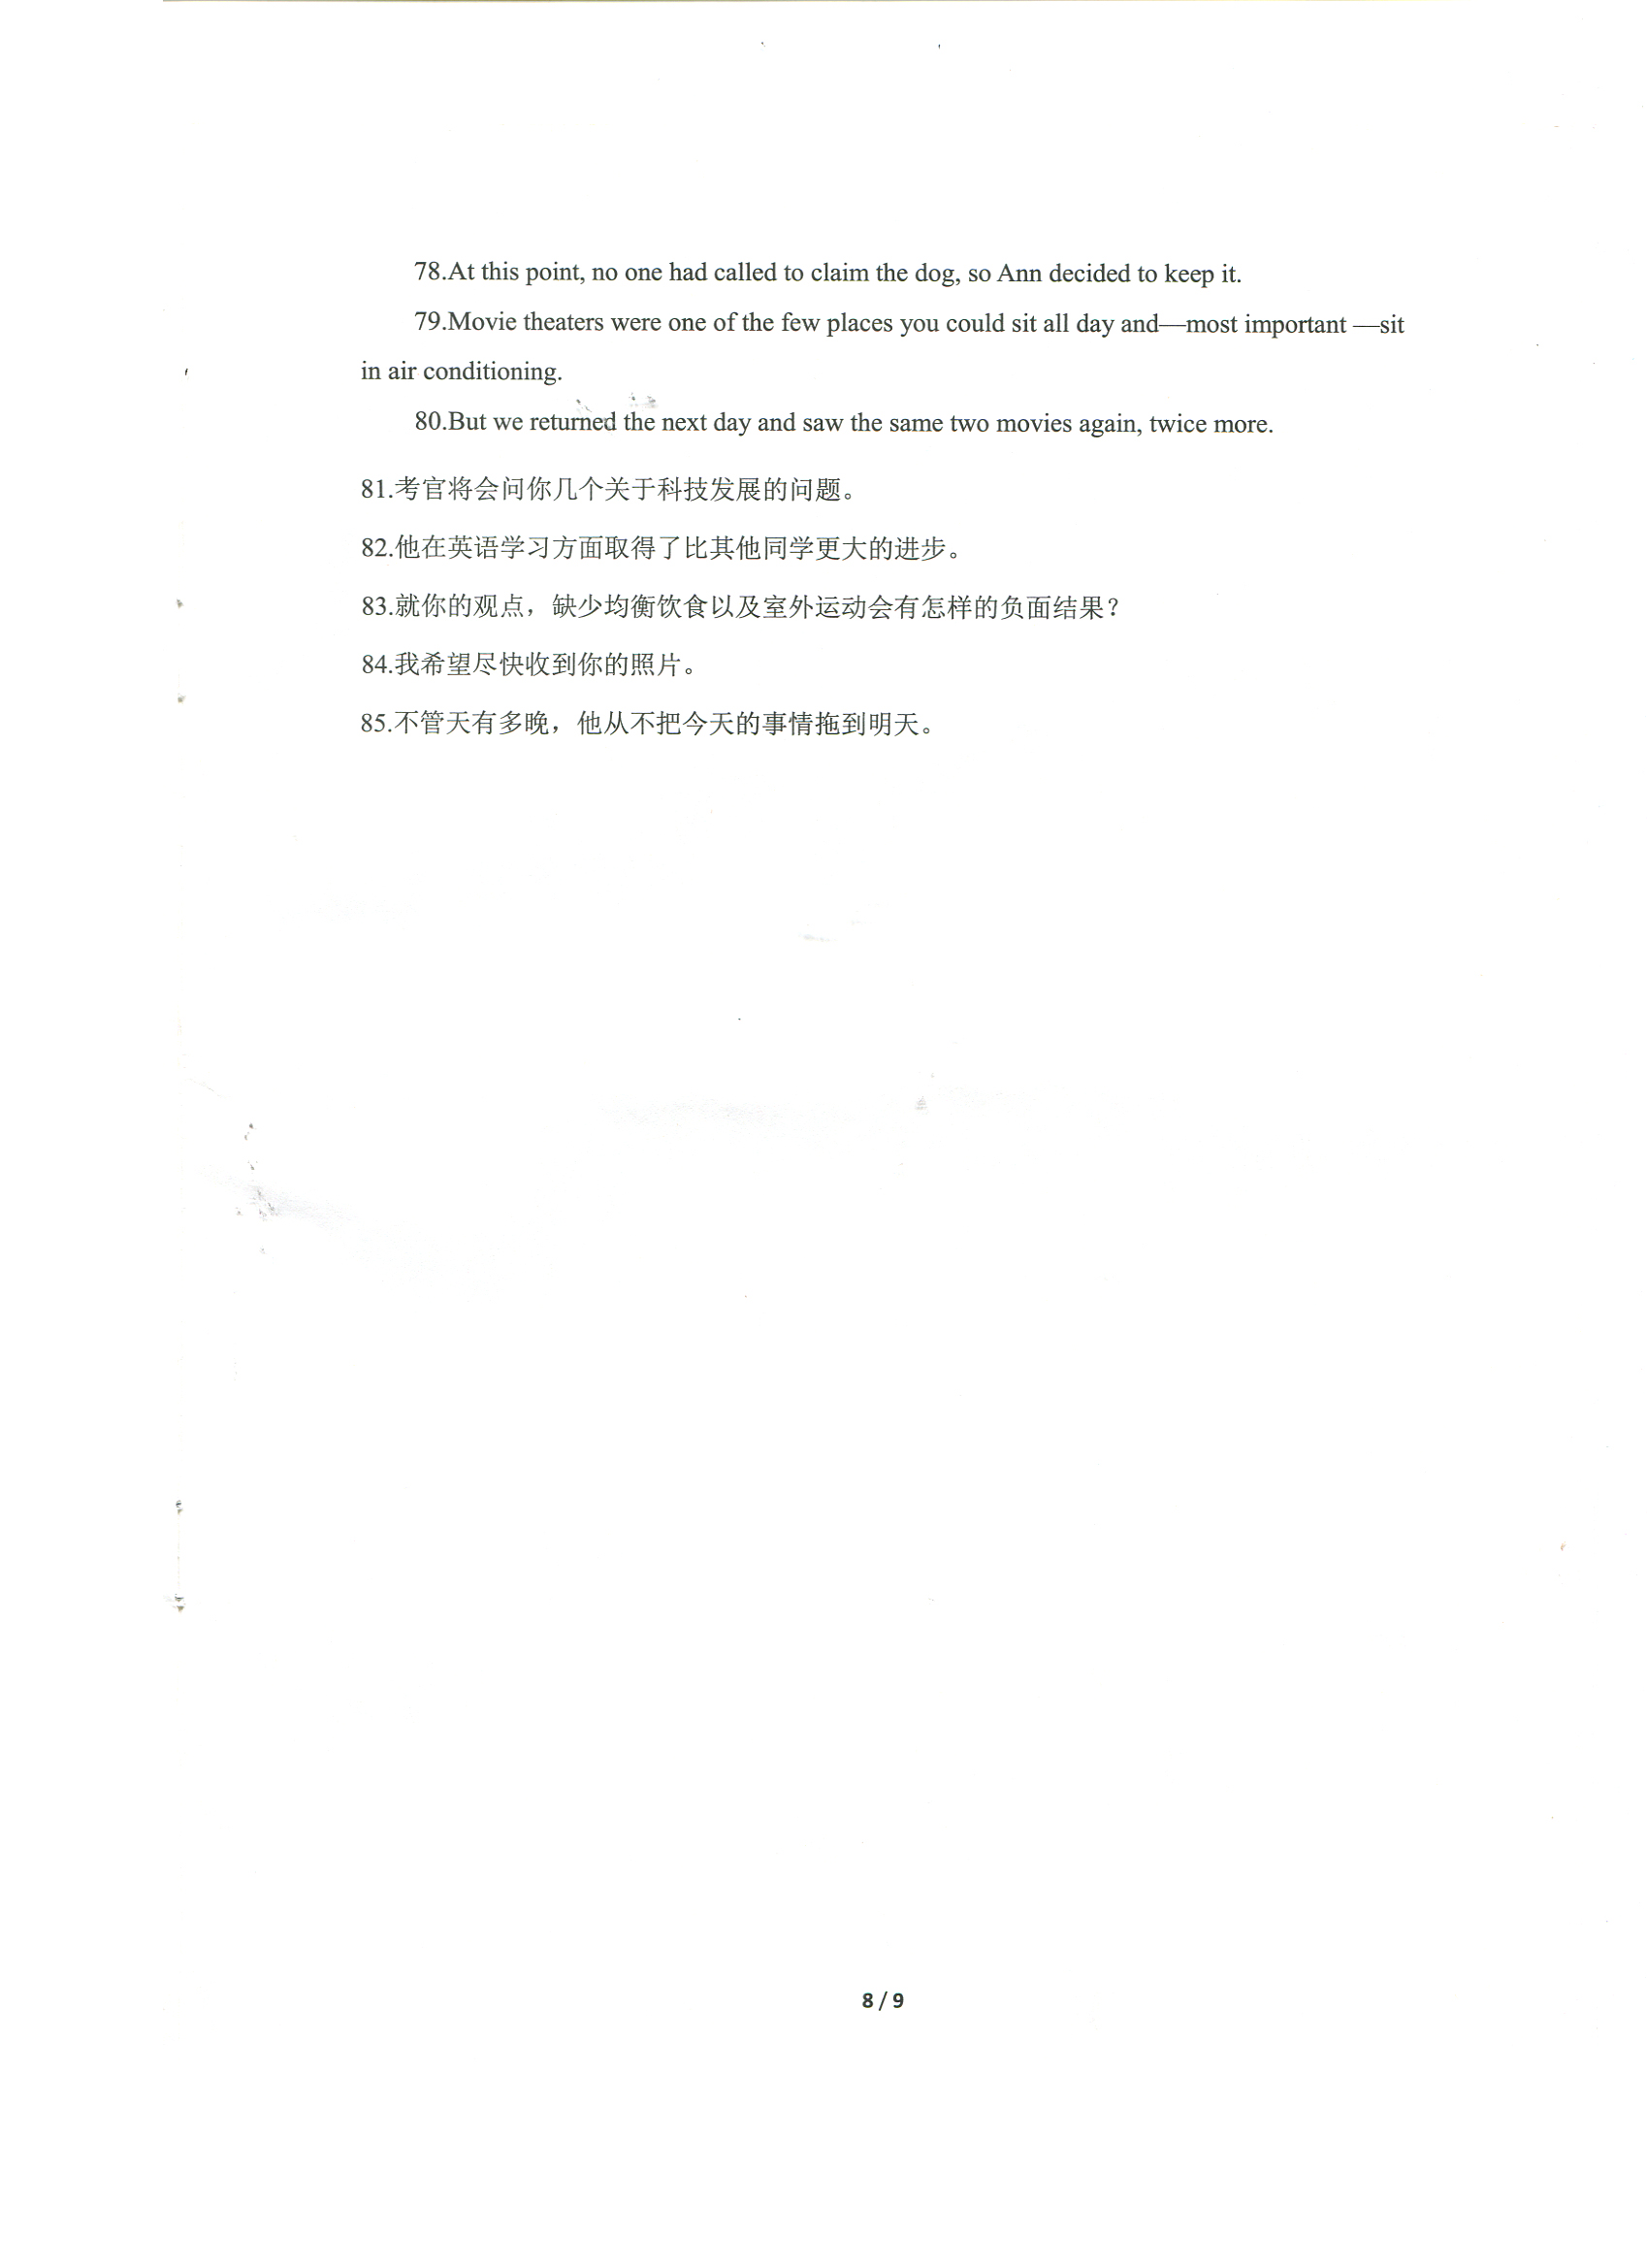 78.At this point, no one had called to claim the dog, so Ann decided to keep it.
79.Movie theaters were one of the few places you could sit all day and—most important —sit
in air conditioning.
80.But we returned the next day and saw the same two movies again, twice more.
81.考官将会问你几个关于科技发展的问题。
82.他在英语学习方面取得了比其他同学更大的进步。
83.就你的观点，缺少均衡饮食以及室外运动会有怎样的负面结果？
84.我希望尽快收到你的照片。
85.不管天有多晚，他从不把今天的事情拖到明天。
8 / 9